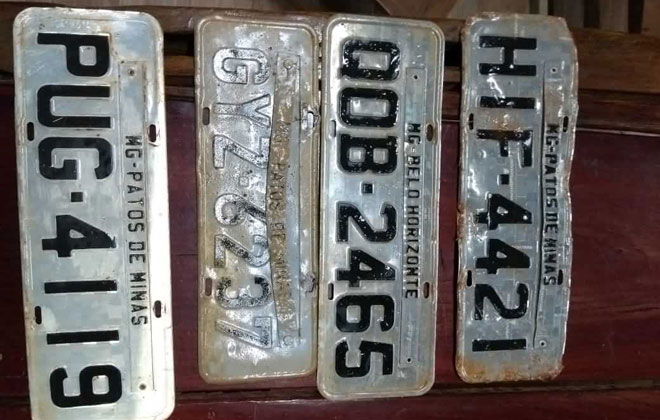 MG-PATOS DE MINAS
PUG-4119
MG-PATOS DE MINAS
GYZ-6237
MG-BELO HORIZONTE
QOB-2465
MG-PATOS DE MINAS
HIF-4421